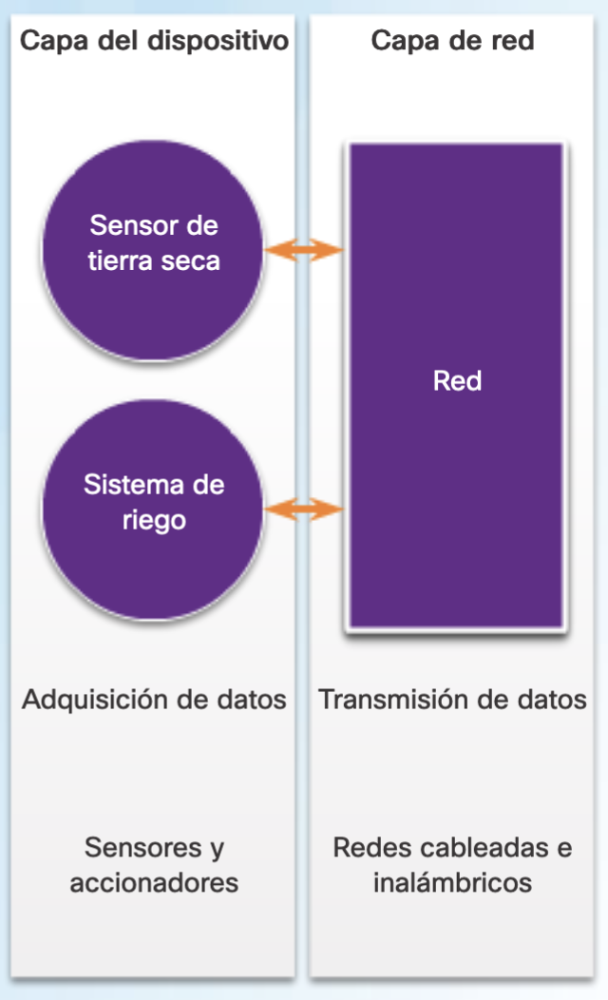 Capa del dispositivo
Capa de red
Sensor de
tierra seca
Red
Sistema de
riego
Adquisición de datos
Transmisión de datos
Sensores y
accionadores
Redes cableadas e
inalámbricos